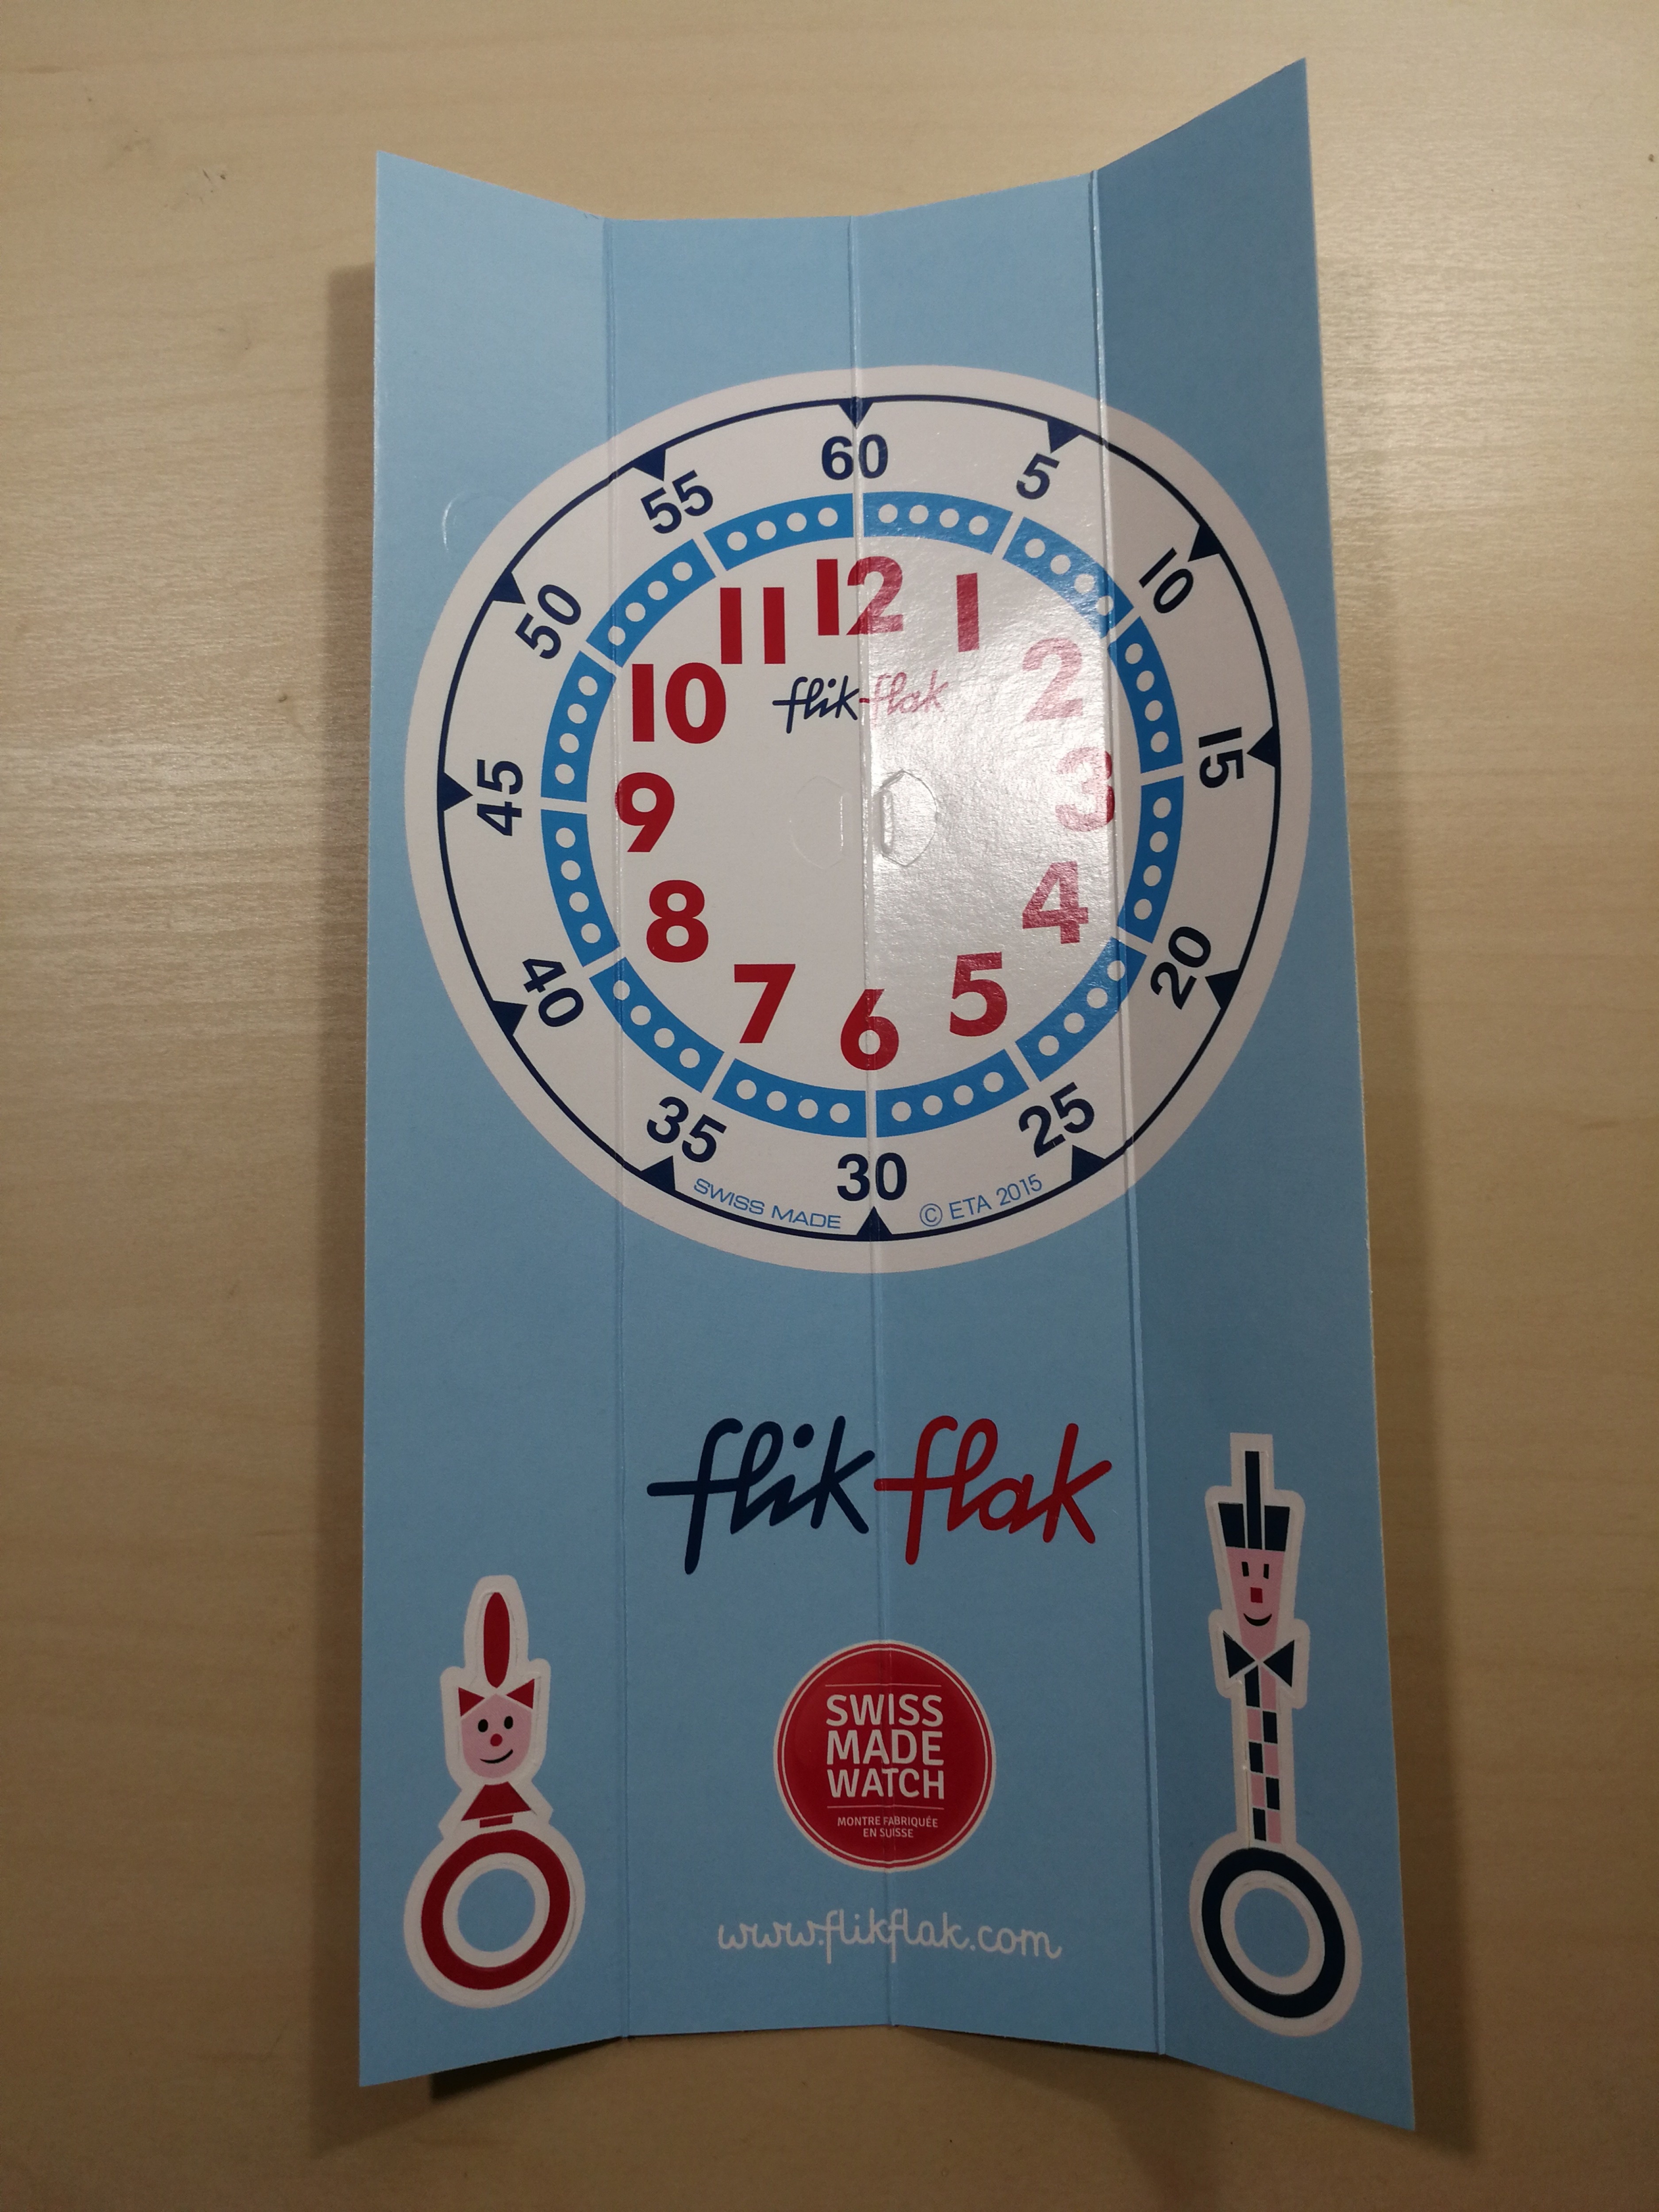 60
5
10
15
20
25
30
35
40
45
50
55
12
1
2
3
4
5
6
7
8
9
10
11
flik-flak
SWISS MADE
© ETA 2015
flik flak
SWISS
MADE
WATCH
MONTRE FABRIQUÉE
EN SUISSE
www.flikflak.com